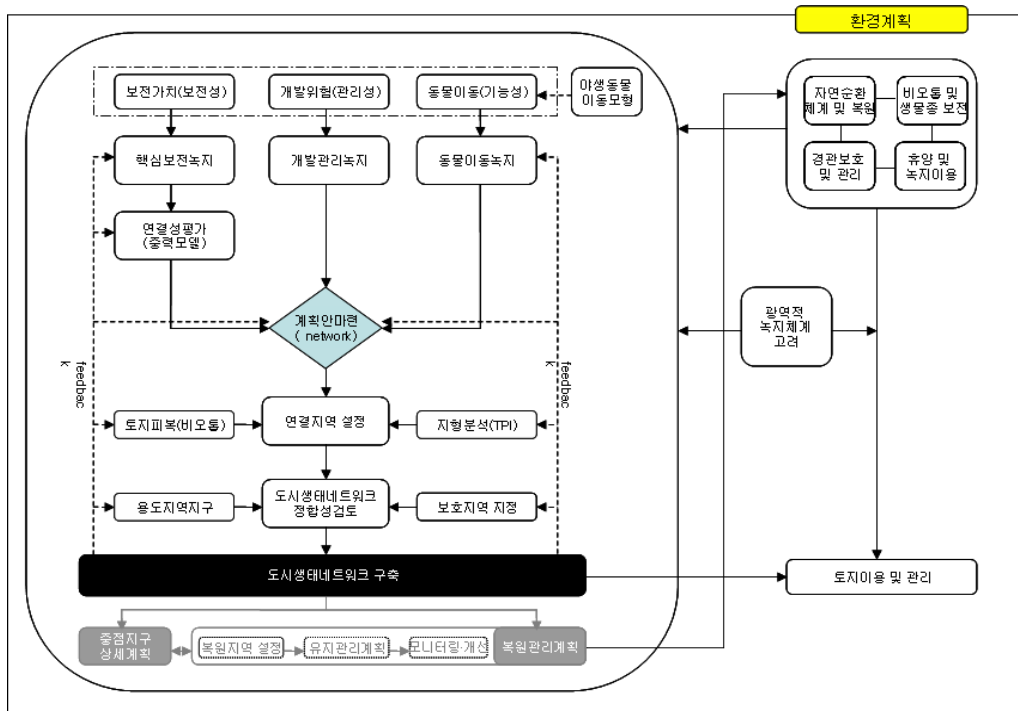 환경계획
보전가치(보전성)
개발위험(관리성)
동물이동(기능성)
야생동물
이동모형
자연순환
체계 및 복원
비오톱 및
생물종 보전
핵심보전녹지
개발관리녹지
동물이동녹지
경관보호
및 관리
휴양 및
녹지이용
연결성평가
(중력모델)
계획안마련
( network)
광역적
녹지체계
고려
feedbac
k
feedbac
k
토지피복(비오톱)
연결지역 설정
지형분석(TPI)
용도지역지구
도시생태네트워크
정합성검토
보호지역 지정
도시생태네트워크 구축
토지이용 및 관리
중점지구
상세계획
복원지역 설정
유지관리계획
모니터링·개선
복원관리계획